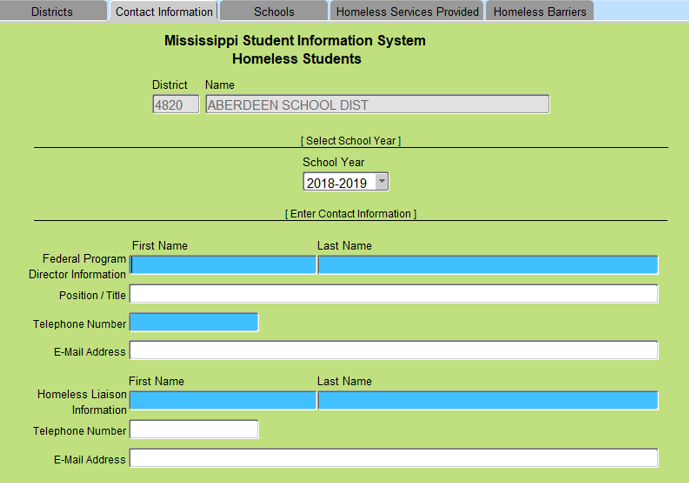 Districts Contact Information Schools Homeless Services Provided Homeless Barriers
Mississippi Student Information System
Homeless Students
District Name
4820 ABERDEEN SCHOOL DIST
[ Select School Year ]
School Year
2018-2019
[ Enter Contact Information ]
First Name Last Name
Federal Program
Director Information
Position / Title
Telephone Number
E-Mail Address
First Name Last Name
Homeless Liaison
Information
Telephone Number
E-Mail Address